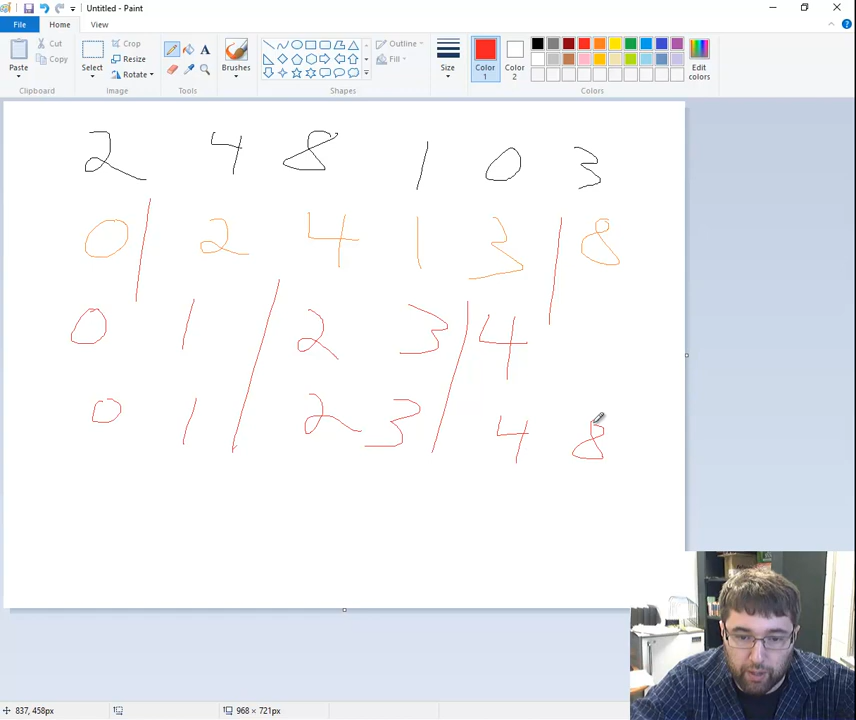 Untitled - Paint
File Home View
Paste
Cut
Copy
Clipboard
Select
Crop
Resize
Rotate
Image
Tools
Brushes
Shapes
Outline
Fill
Size
Color 1
Color 2
Edit colors
Colors
2 4 8 1 0 3
0 | 2 4 1 3 | 8
0 1 | 2 3 | 4
0 1 | 2 3 | 4 8
837, 458px
968 × 721px